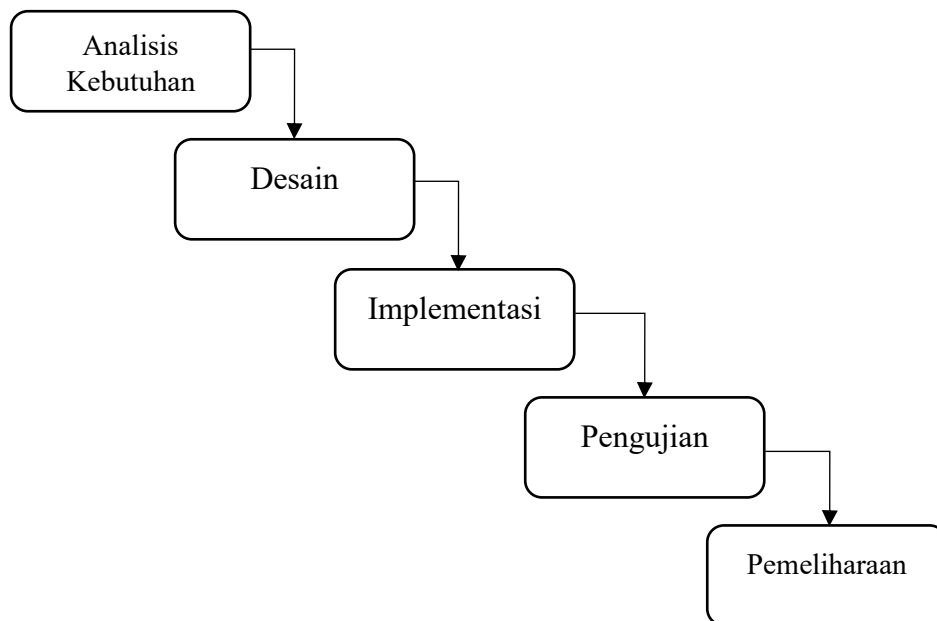 Analisis
Kebutuhan
Desain
Implementasi
Pengujian
Pemeliharaan